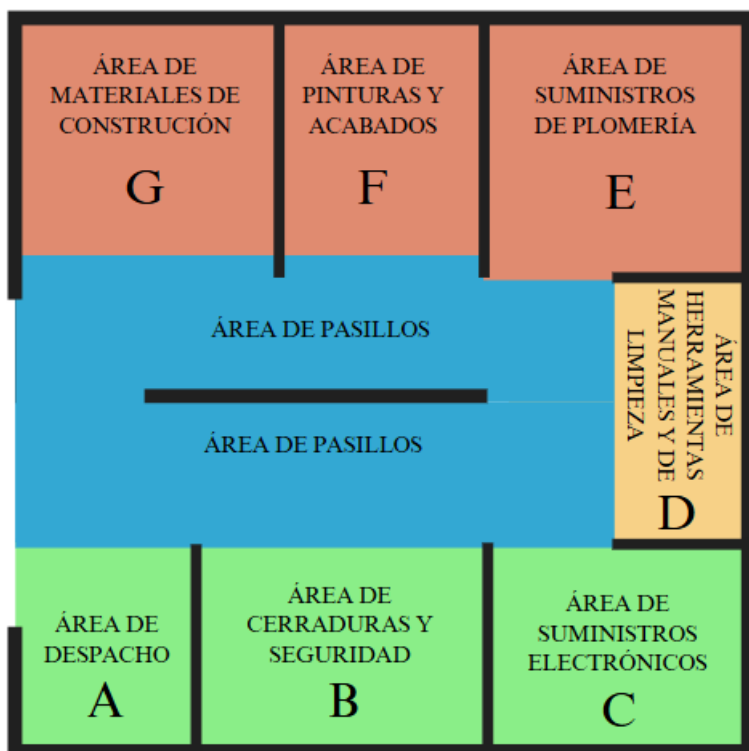 ÁREA DE
MATERIALES DE
CONSTRUCIÓN
G
ÁREA DE
PINTURAS Y
ACABADOS
F
ÁREA DE
SUMINISTROS
DE PLOMERÍA
E
ÁREA DE PASILLOS
ÁREA DE PASILLOS
ÁREA DE
HERRAMIENTAS
MANUALES Y DE
LIMPIEZA
D
ÁREA DE
DESPACHO
A
ÁREA DE
CERRADURAS Y
SEGURIDAD
B
ÁREA DE
SUMINISTROS
ELECTRÓNICOS
C